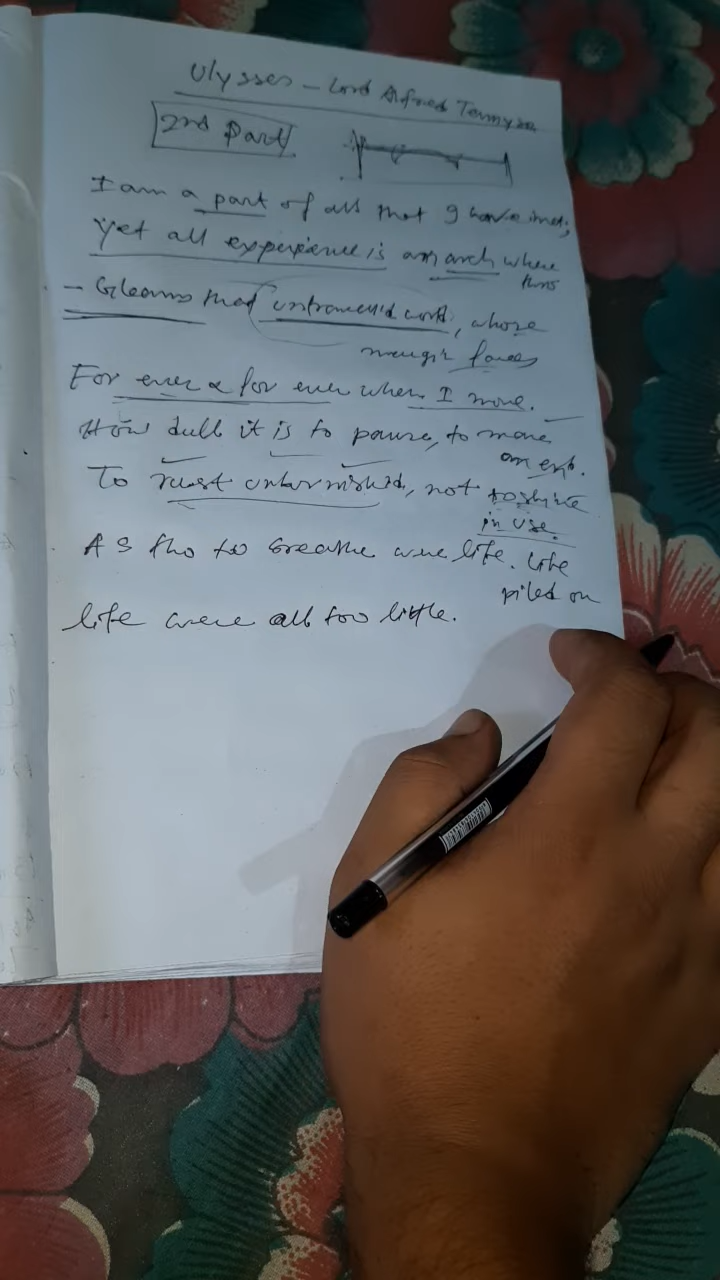 Ulysses - Lord Alfred Tennyson
2nd Part
I am a part of all that I have met;
yet all experience is an arch where
thro
- Gleams that untravell'd world, whose
margin fades
For ever & for ever when I move.
How dull it is to pause, to make
an end.
To rust unburnished, not to shine
in use.
As tho to breathe were life. Life
piled on
life were all too little.